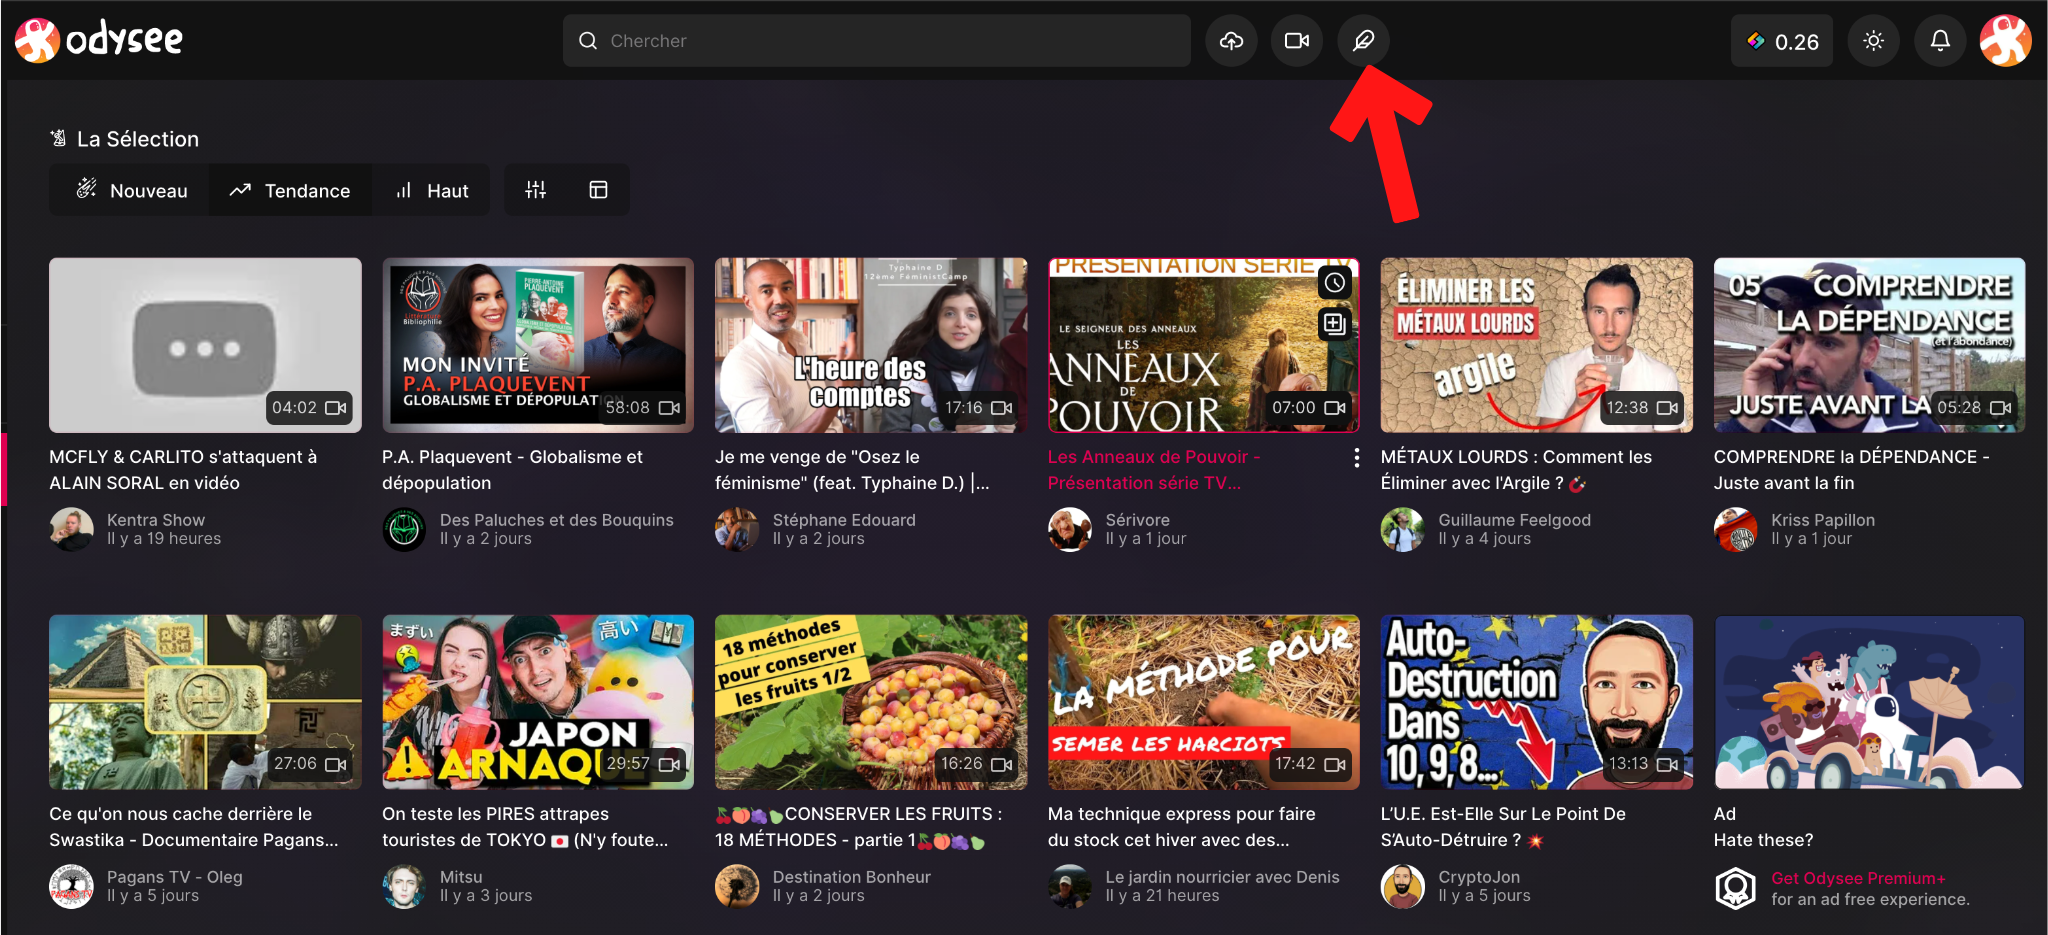 odysee
Chercher
0.26
La Sélection
Nouveau
Tendance
Haut
04:02
MON INVITÉ
P.A. PLAQUEVENT
GLOBALISME ET DÉPOPULATI
58:08
Typhaine D
12ème FéministCamp
L'heure des
comptes
17:16
PRÉSENTATION SÉRIE TV
LE SEIGNEUR DES ANNEAUX
LES
ANNEAUX
DE
POUVOIR
07:00
ÉLIMINER LES
MÉTAUX LOURDS
argile
12:38
05 COMPRENDRE
LA DÉPENDANCE
(et l'abondance)
JUSTE AVANT LA FIN
05:28
MCFLY & CARLITO s'attaquent à
ALAIN SORAL en vidéo
Kentra Show
Il y a 19 heures
P.A. Plaquevent - Globalisme et
dépopulation
Des Paluches et des Bouquins
Il y a 2 jours
Je me venge de "Osez le
féminisme" (feat. Typhaine D.) |...
Stéphane Edouard
Il y a 2 jours
Les Anneaux de Pouvoir -
Présentation série TV...
Sérivore
Il y a 1 jour
MÉTAUX LOURDS : Comment les
Éliminer avec l'Argile ?
Guillaume Feelgood
Il y a 4 jours
COMPRENDRE la DÉPENDANCE -
Juste avant la fin
Kriss Papillon
Il y a 1 jour
27:06
まずい
高い
JAPON
ARNAQUE
29:57
18 méthodes
pour conserver
les fruits 1/2
16:26
LA MÉTHODE POUR
SEMER LES HARCIOTS
17:42
Auto-
Destruction
Dans
10, 9, 8...
13:13
Ce qu'on nous cache derrière le
Swastika - Documentaire Pagans...
Pagans TV - Oleg
Il y a 5 jours
On teste les PIRES attrapes
touristes de TOKYO 🇯🇵 (N'y foute...
Mitsu
Il y a 3 jours
🍒🍑🍇🍐CONSERVER LES FRUITS :
18 MÉTHODES - partie 1🍒🍑🍇🍐
Destination Bonheur
Il y a 2 jours
Ma technique express pour faire
du stock cet hiver avec des...
Le jardin nourricier avec Denis
Il y a 21 heures
L'U.E. Est-Elle Sur Le Point De
S'Auto-Détruire ? 💥
CryptoJon
Il y a 5 jours
Ad
Hate these?
Get Odysee Premium+
for an ad free experience.